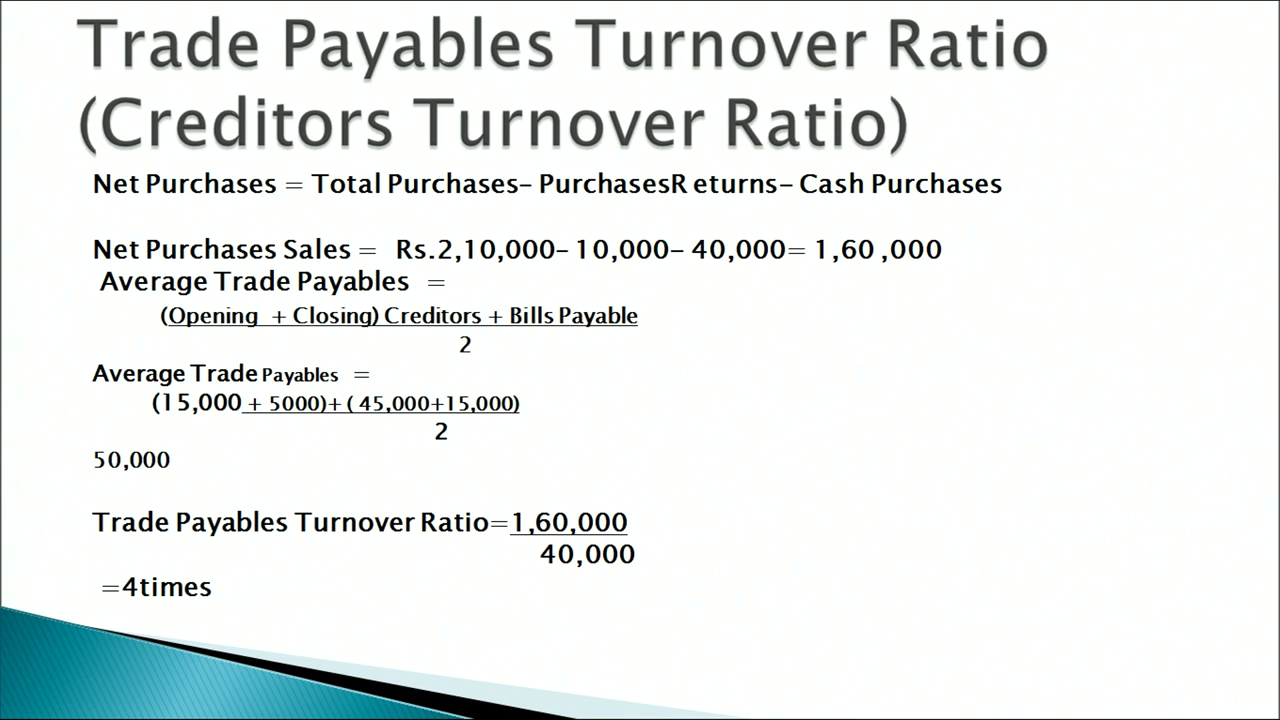 Trade Payables Turnover Ratio
(Creditors Turnover Ratio)
Net Purchases = Total Purchases– PurchasesR eturns– Cash Purchases
Net Purchases Sales = Rs.2,10,000– 10,000– 40,000= 1,60 ,000
Average Trade Payables =
(Opening + Closing) Creditors + Bills Payable
2
Average Trade Payables =
(15,000 + 5000)+ ( 45,000+15,000)
2
50,000
Trade Payables Turnover Ratio=1,60,000
40,000
=4times